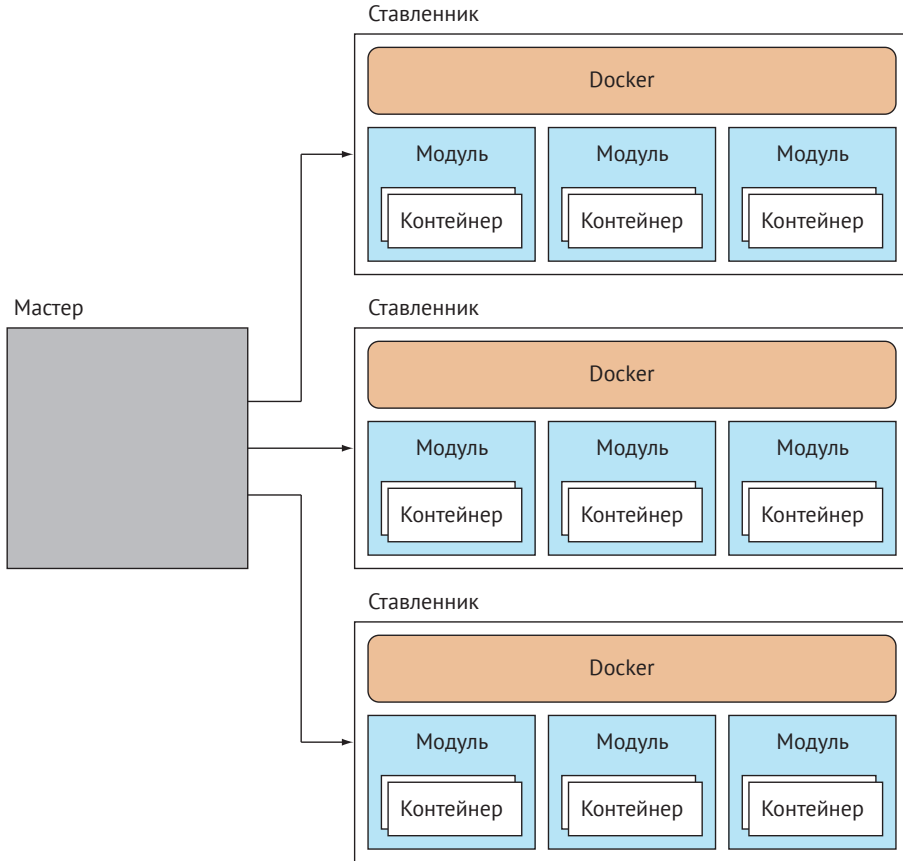 Ставленник
Docker
Модуль Модуль Модуль
Контейнер Контейнер Контейнер
Мастер
Ставленник
Docker
Модуль Модуль Модуль
Контейнер Контейнер Контейнер
Ставленник
Docker
Модуль Модуль Модуль
Контейнер Контейнер Контейнер